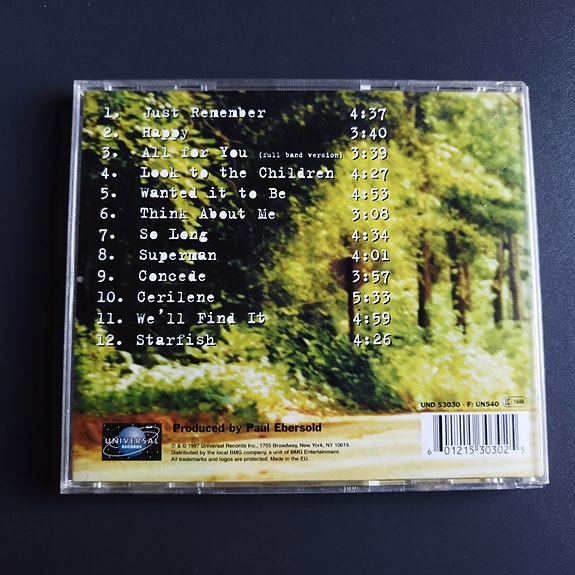 1. Just Remember 4:37
2. Happy 3:40
3. All for You (full band version) 3:39
4. Look to the Children 4:27
5. Wanted it to Be 4:53
6. Think About Me 3:08
7. So Long 4:34
8. Superman 4:01
9. Concede 3:57
10. Cerilene 5:33
11. We'll Find It 4:59
12. Starfish 4:26
UND 53030 · F: UN540 LC 1846
UNIVERSAL
RECORDS
Produced by Paul Ebersold
℗ & © 1997 Universal Records Inc., 1755 Broadway, New York, NY 10019.
Distributed by the local BMG company, a unit of BMG Entertainment.
All trademarks and logos are protected. Made in the EU.
6 01215 30302 5